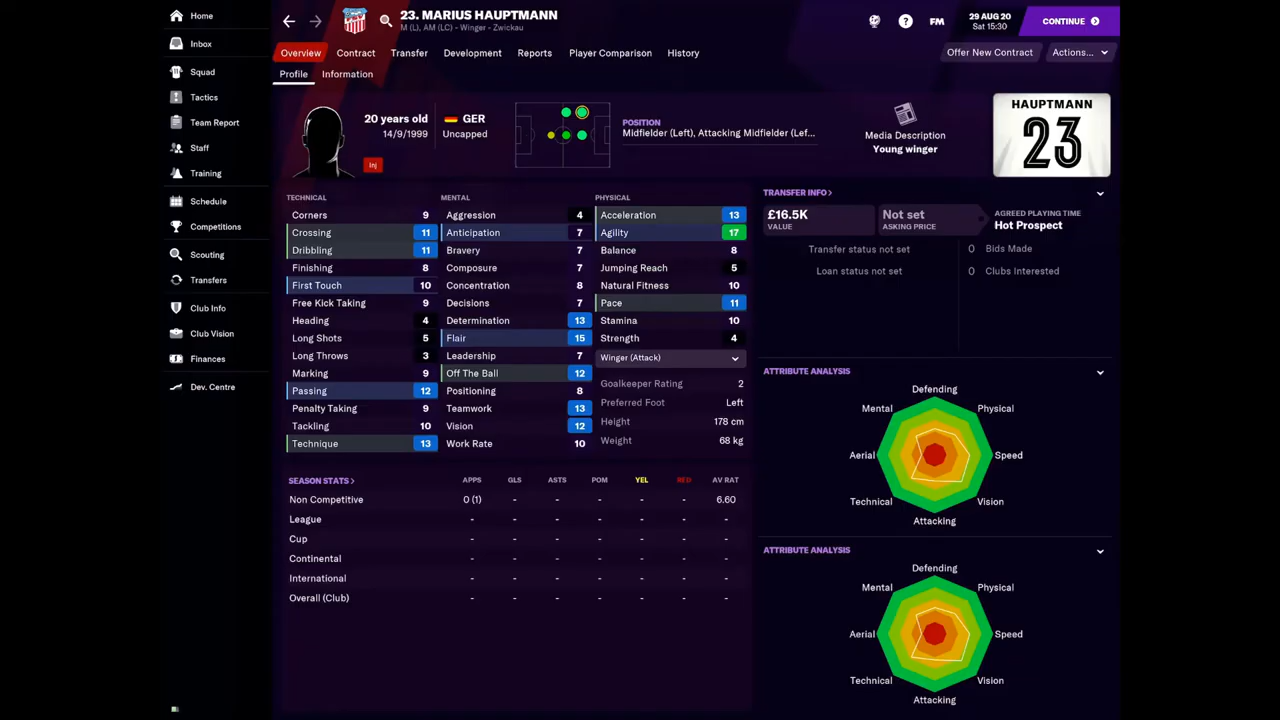 Home
Inbox
Squad
Tactics
Team Report
Staff
Training
Schedule
Competitions
Scouting
Transfers
Club Info
Club Vision
Finances
Dev. Centre
23. MARIUS HAUPTMANN
M (L), AM (LC) - Winger - Zwickau
FM
29 AUG 20
Sat 15:30
CONTINUE
Overview Contract Transfer Development Reports Player Comparison History
Offer New Contract Actions...
Profile Information
20 years old
14/9/1999
Inj
GER
Uncapped
POSITION
Midfielder (Left), Attacking Midfielder (Lef...
Media Description
Young winger
HAUPTMANN
23
TECHNICAL
Corners 9
Crossing 11
Dribbling 11
Finishing 8
First Touch 10
Free Kick Taking 9
Heading 4
Long Shots 5
Long Throws 3
Marking 9
Passing 12
Penalty Taking 9
Tackling 10
Technique 13
MENTAL
Aggression 4
Anticipation 7
Bravery 7
Composure 7
Concentration 8
Decisions 7
Determination 13
Flair 15
Leadership 7
Off The Ball 12
Positioning 8
Teamwork 13
Vision 12
Work Rate 10
PHYSICAL
Acceleration 13
Agility 17
Balance 8
Jumping Reach 5
Natural Fitness 10
Pace 11
Stamina 10
Strength 4
Winger (Attack)
Goalkeeper Rating 2
Preferred Foot Left
Height 178 cm
Weight 68 kg
TRANSFER INFO >
£16.5K
VALUE
Not set
ASKING PRICE
AGREED PLAYING TIME
Hot Prospect
Transfer status not set
Loan status not set
0 Bids Made
0 Clubs Interested
SEASON STATS > APPS GLS ASTS POM YEL RED AV RAT
Non Competitive 0 (1) - - - - - 6.60
League - - - - - - -
Cup - - - - - - -
Continental - - - - - - -
International - - - - - - -
Overall (Club) - - - - - - -
ATTRIBUTE ANALYSIS
Defending
Mental Physical
Aerial Speed
Technical Vision
Attacking
ATTRIBUTE ANALYSIS
Defending
Mental Physical
Aerial Speed
Technical Vision
Attacking